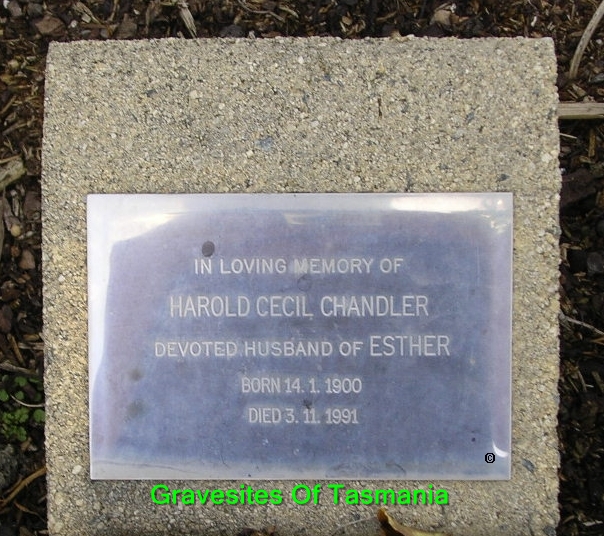 IN LOVING MEMORY OF
HAROLD CECIL CHANDLER
DEVOTED HUSBAND OF ESTHER
BORN 14. 1. 1900
DIED 3. 11. 1991
©
Gravesites Of Tasmania